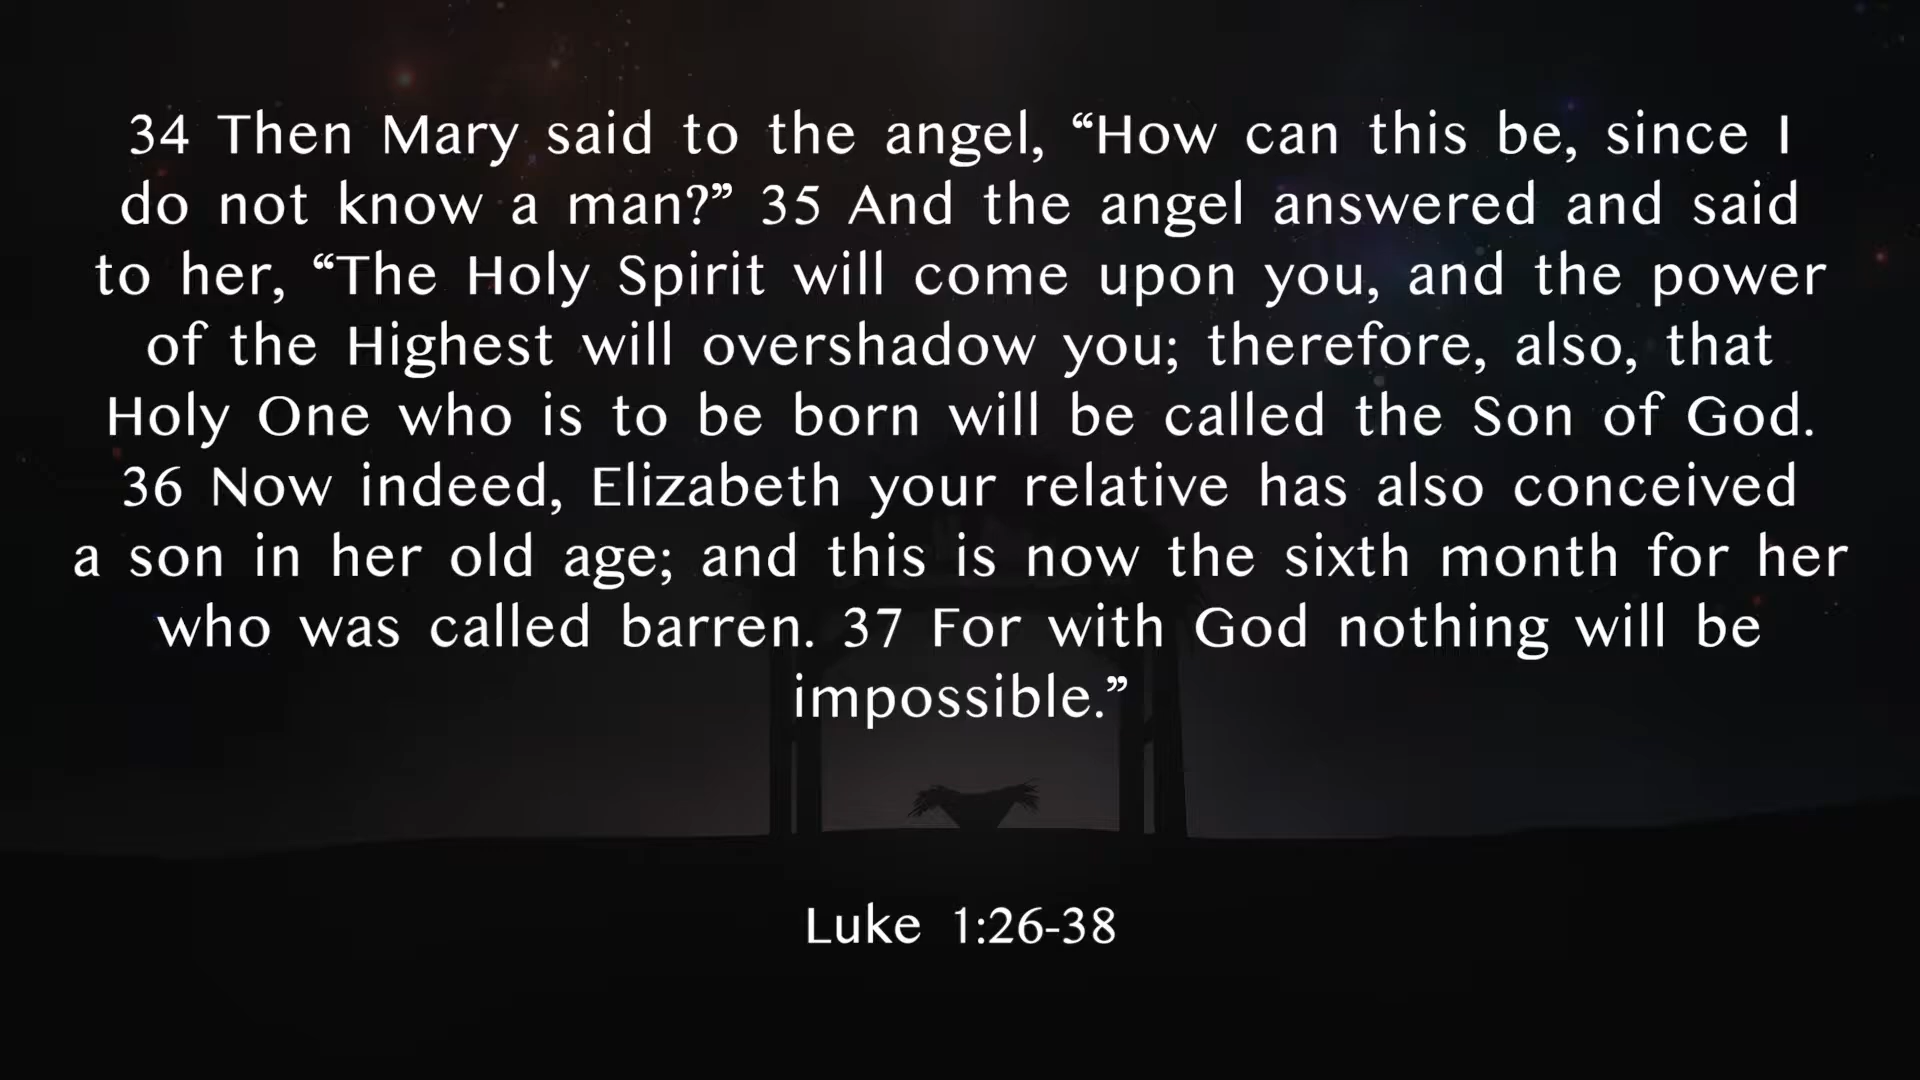 34 Then Mary said to the angel, “How can this be, since I
do not know a man?” 35 And the angel answered and said
to her, “The Holy Spirit will come upon you, and the power
of the Highest will overshadow you; therefore, also, that
Holy One who is to be born will be called the Son of God.
36 Now indeed, Elizabeth your relative has also conceived
a son in her old age; and this is now the sixth month for her
who was called barren. 37 For with God nothing will be
impossible.”
Luke 1:26-38